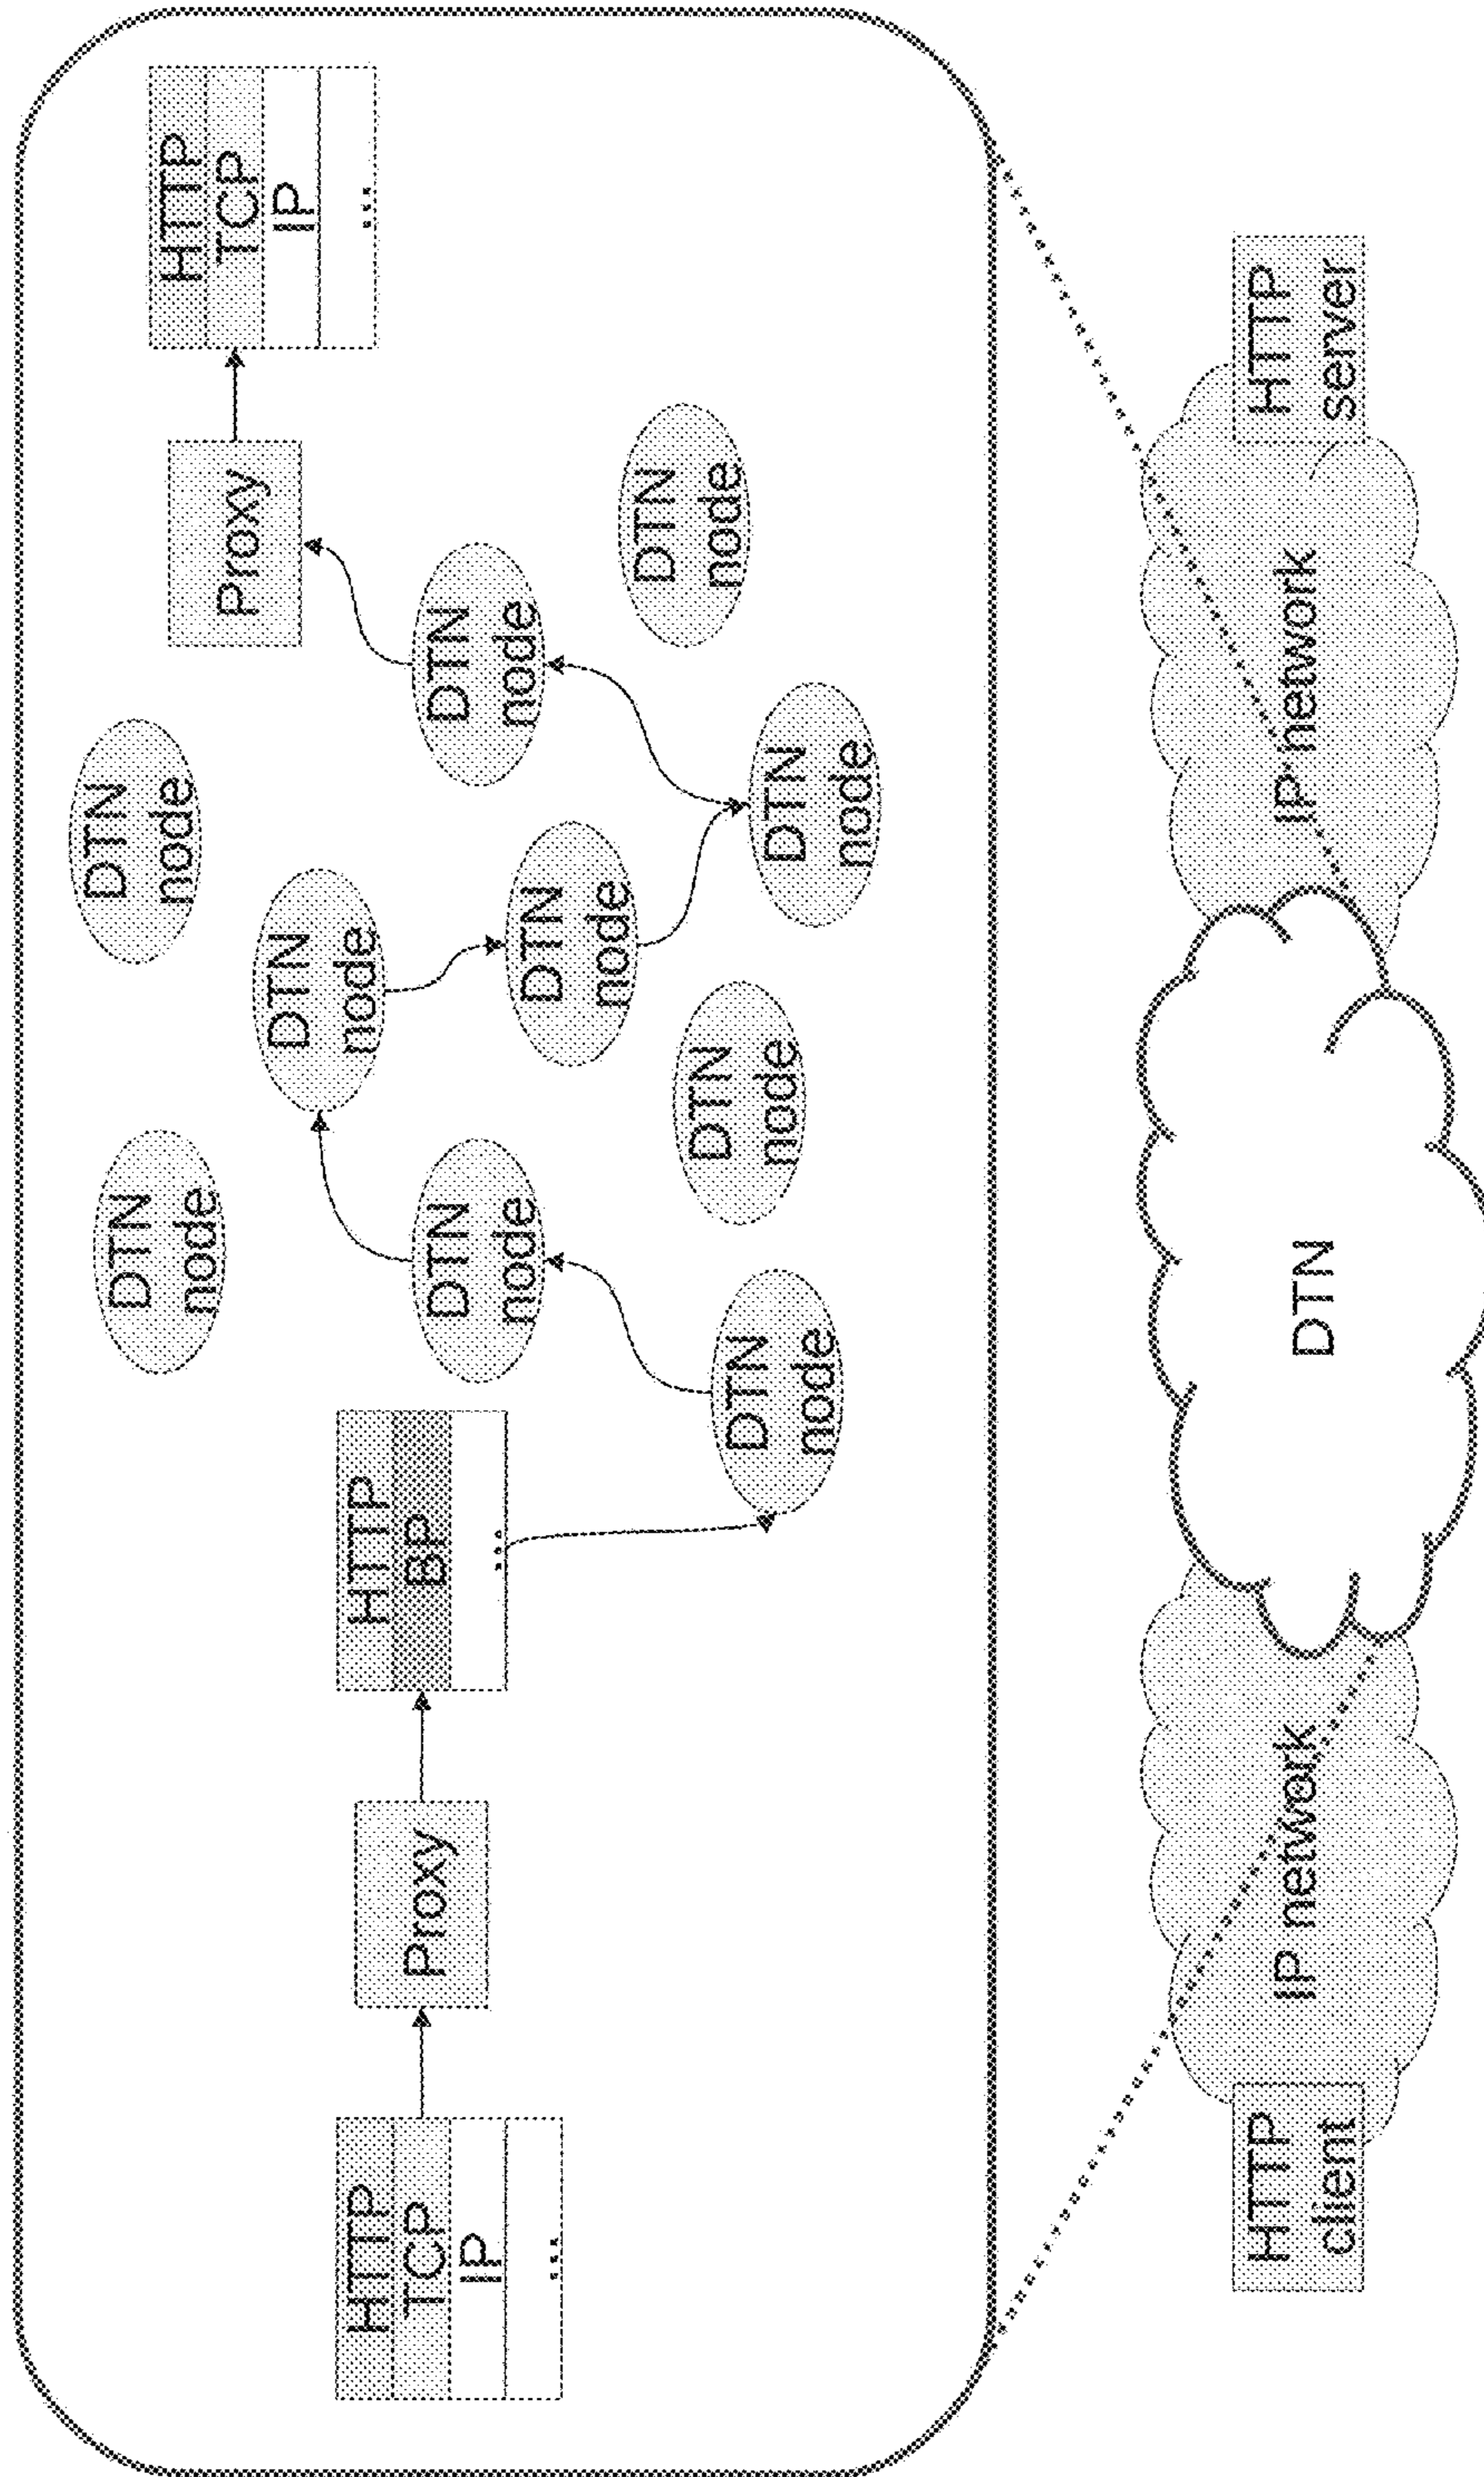 HTTP
TCP
IP
...
Proxy
HTTP
BP
...
DTN
node
DTN
node
DTN
node
DTN
node
DTN
node
DTN
node
DTN
node
DTN
node
DTN
node
DTN
node
Proxy
HTTP
TCP
IP
...
HTTP
client
IP network
DTN
IP network
HTTP
server